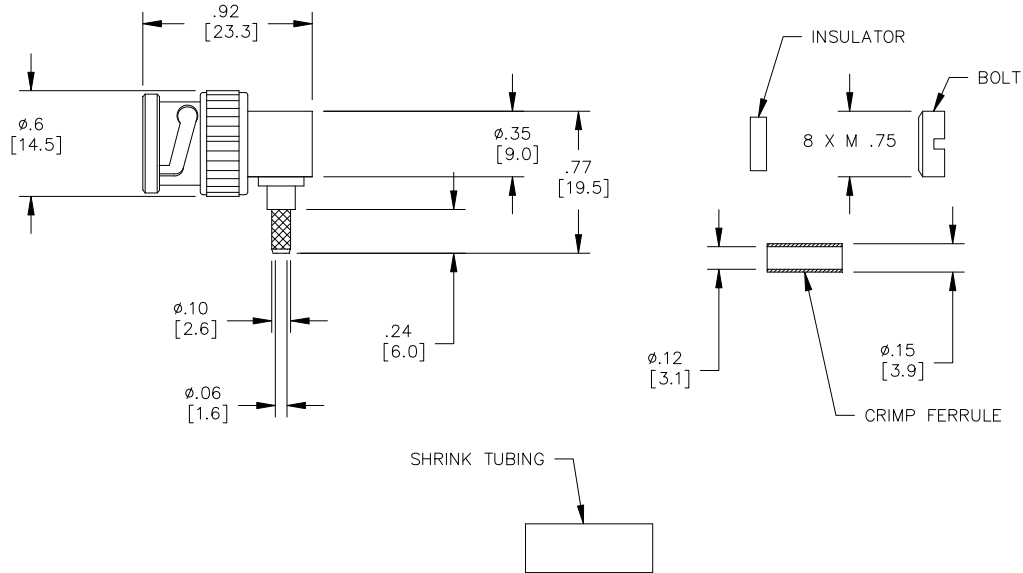 .92
[23.3]
INSULATOR
BOLT
ø.6
[14.5]
ø.35
[9.0]
.77
[19.5]
8 X M .75
ø.10
[2.6]
.24
[6.0]
ø.12
[3.1]
ø.15
[3.9]
ø.06
[1.6]
CRIMP FERRULE
SHRINK TUBING